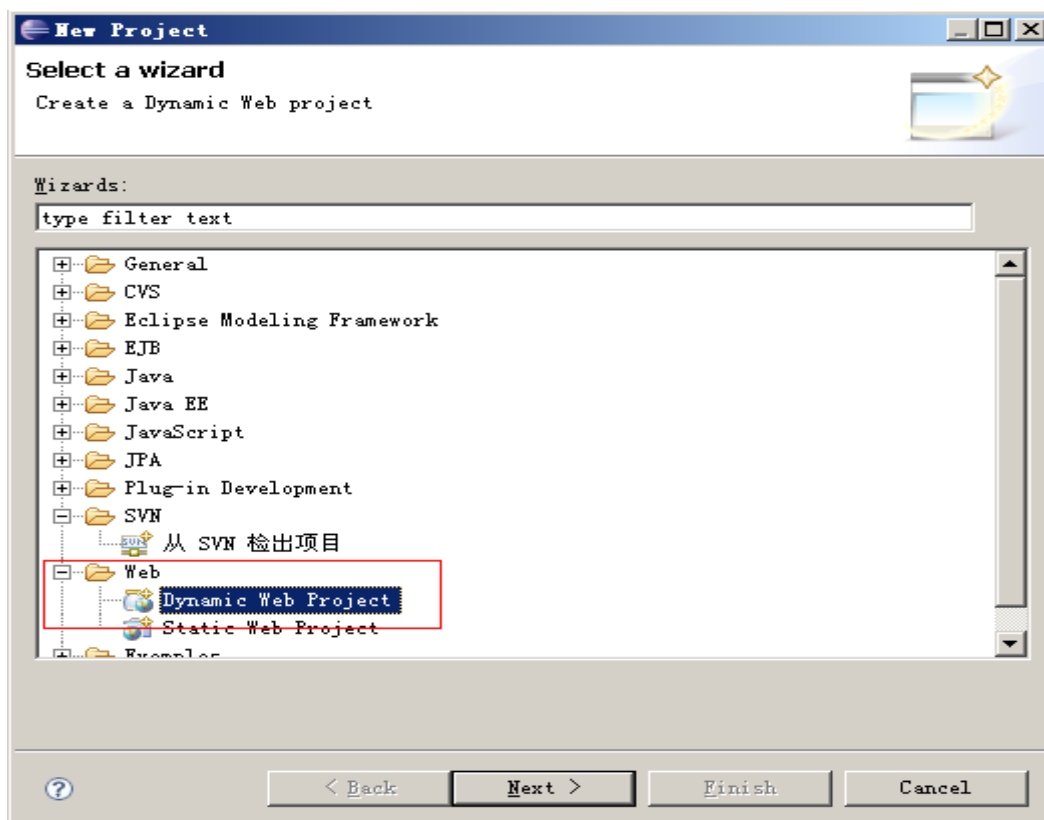 New Project
Select a wizard
Create a Dynamic Web project
Wizards:
type filter text
General
CVS
Eclipse Modeling Framework
EJB
Java
Java EE
JavaScript
JPA
Plug-in Development
SVN
从 SVN 检出项目
Web
Dynamic Web Project
Static Web Project
Examples
< Back
Next >
Finish
Cancel